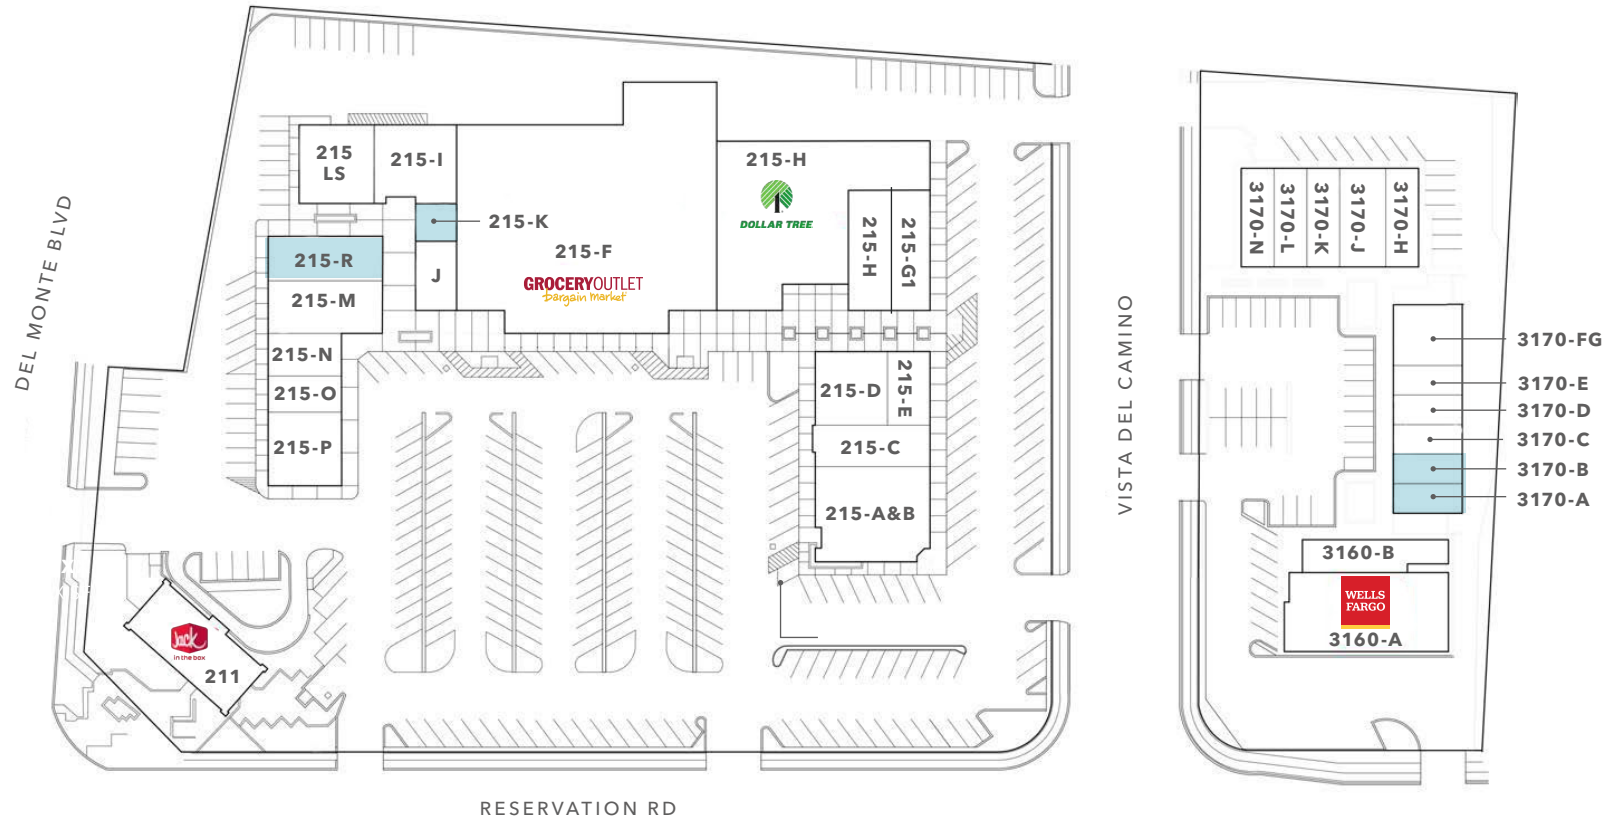 DEL MONTE BLVD
215
LS
215-I
215-K
215-R
215-M
J
215-N
215-O
215-P
215-F
GROCERYOUTLET
bargain market
215-H
DOLLAR TREE
215-H
215-G1
215-D
215-E
215-C
215-A&B
Jack
in the box
211
RESERVATION RD
VISTA DEL CAMINO
3170-N
3170-L
3170-K
3170-J
3170-H
3170-FG
3170-E
3170-D
3170-C
3170-B
3170-A
3160-B
WELLS
FARGO
3160-A